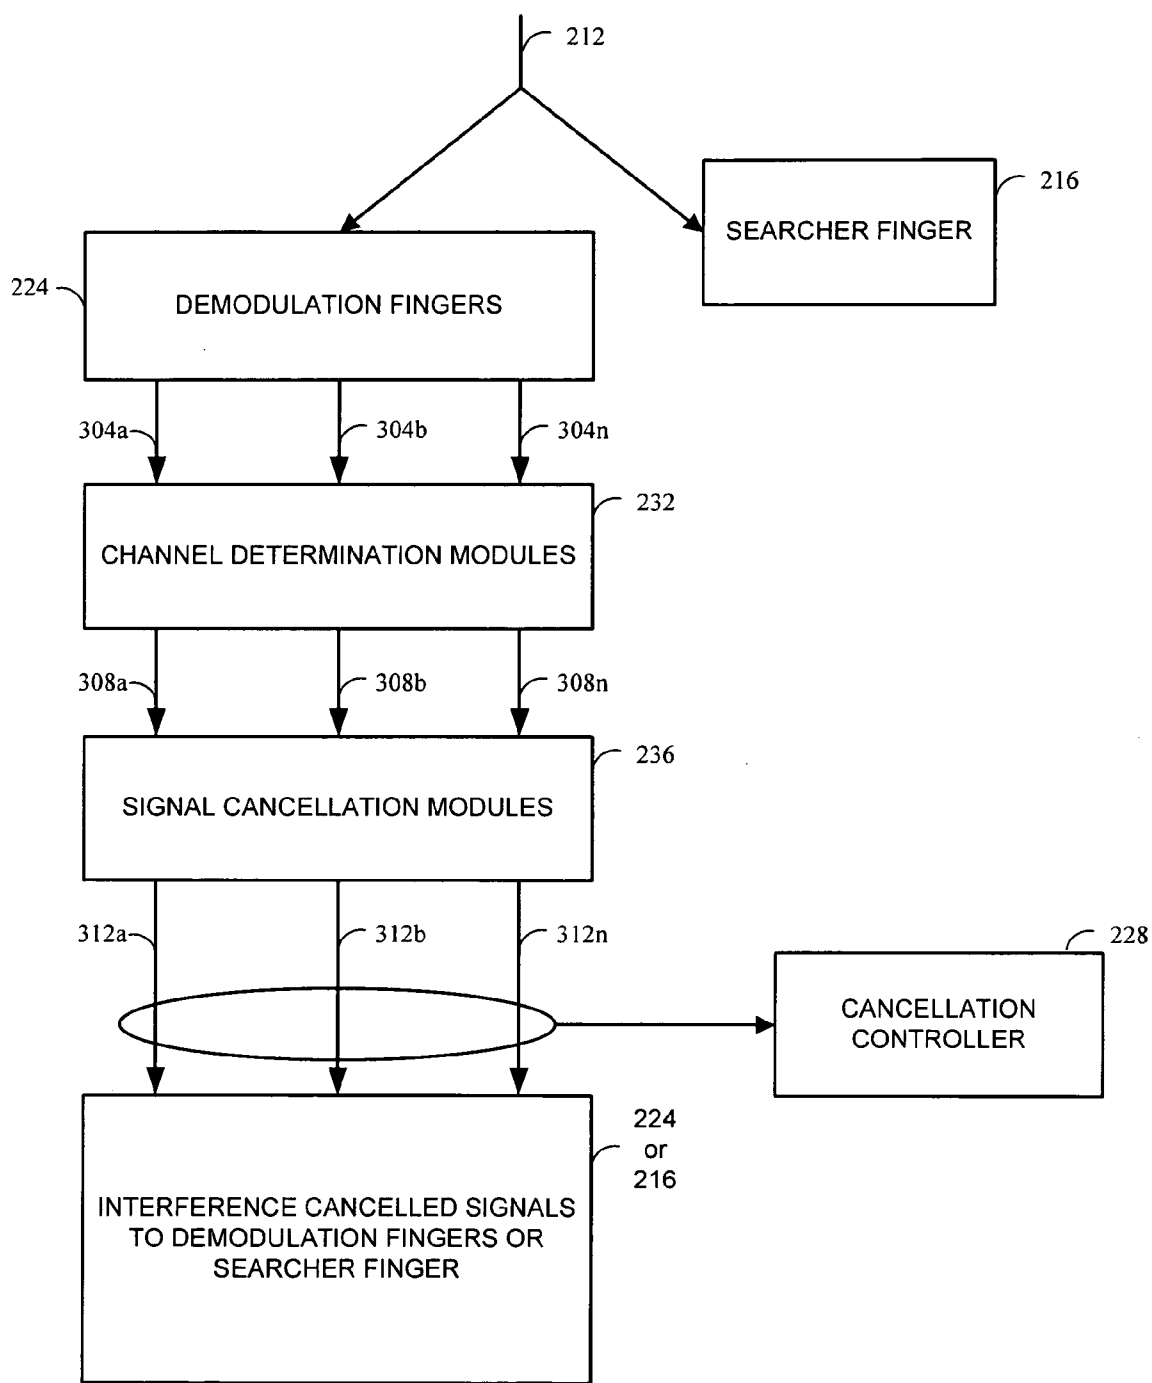 212
216
SEARCHER FINGER
224
DEMODULATION FINGERS
304a
304b
304n
232
CHANNEL DETERMINATION MODULES
308a
308b
308n
236
SIGNAL CANCELLATION MODULES
312a
312b
312n
228
CANCELLATION
CONTROLLER
224
or
216
INTERFERENCE CANCELLED SIGNALS
TO DEMODULATION FINGERS OR
SEARCHER FINGER